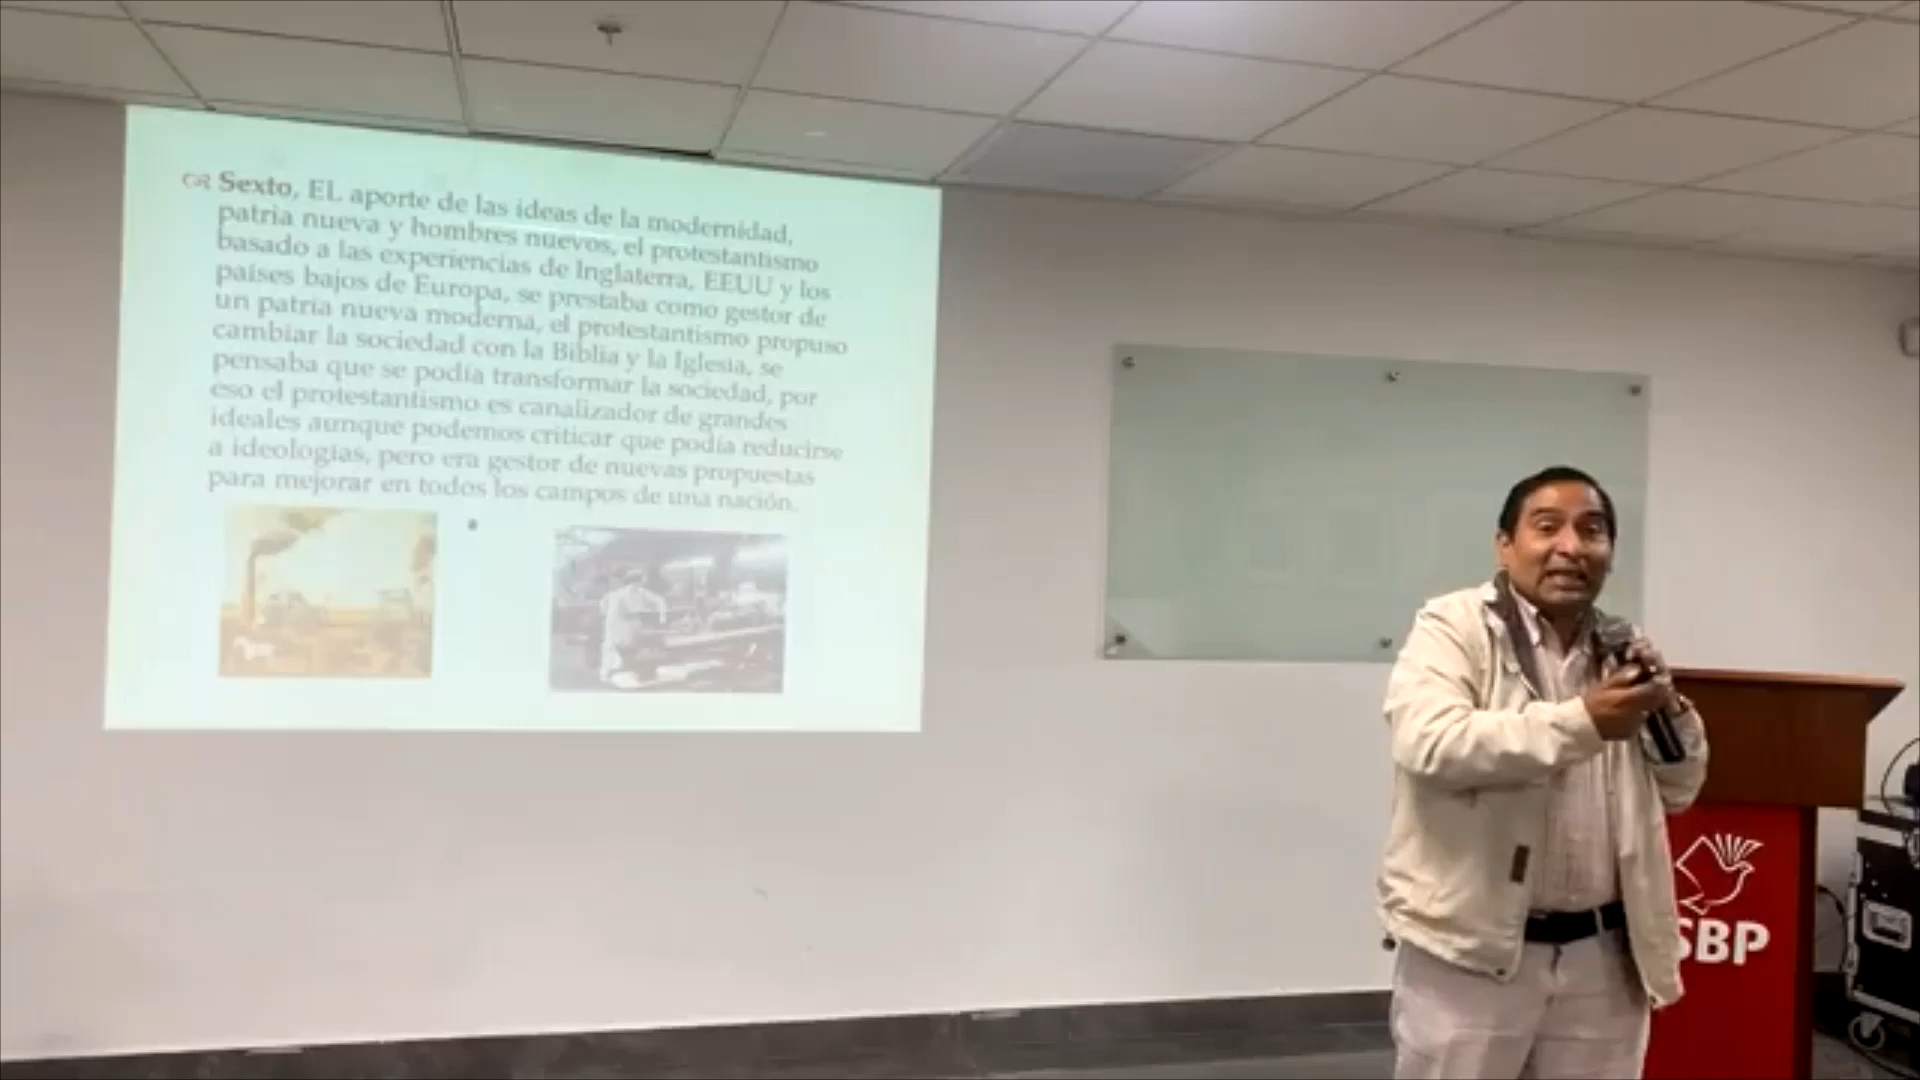 Sexto, EL aporte de las ideas de la modernidad,
patria nueva y hombres nuevos, el protestantismo
basado a las experiencias de Inglaterra, EEUU y los
países bajos de Europa, se prestaba como gestor de
un patria nueva moderna, el protestantismo propuso
cambiar la sociedad con la Biblia y la Iglesia, se
pensaba que se podía transformar la sociedad, por
eso el protestantismo es canalizador de grandes
ideales aunque podemos criticar que podía reducirse
a ideologías, pero era gestor de nuevas propuestas
para mejorar en todos los campos de una nación.
SBP